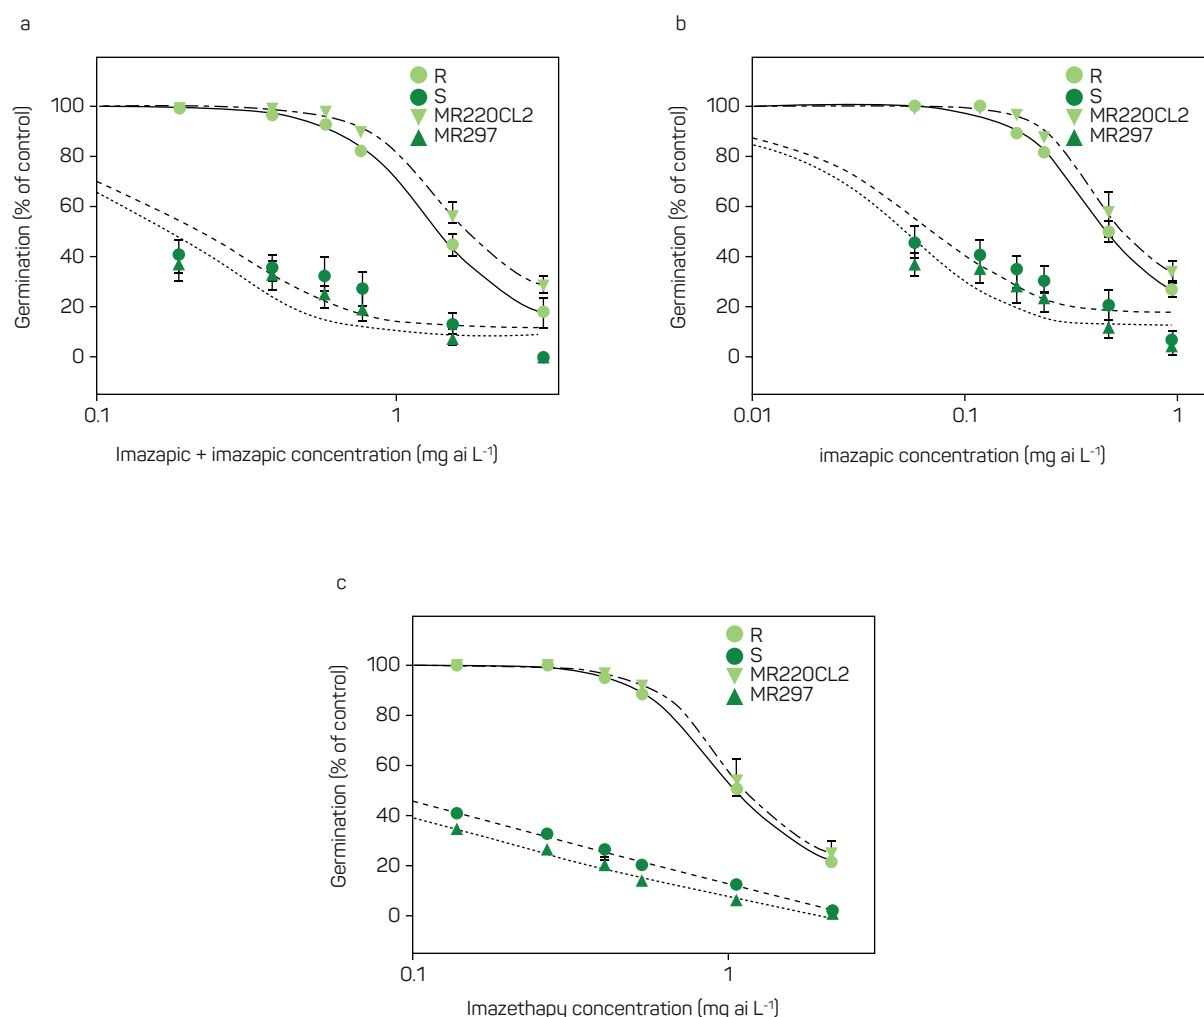 a
R
S
MR220CL2
MR297
100
80
60
40
20
0
Germination (% of control)
0.1
1
Imazapic + imazapic concentration (mg ai L⁻¹)
b
R
S
MR220CL2
MR297
100
80
60
40
20
0
Germination (% of control)
0.01
0.1
1
imazapic concentration (mg ai L⁻¹)
c
R
S
MR220CL2
MR297
100
80
60
40
20
0
Germination (% of control)
0.1
1
Imazethapy concentration (mg ai L⁻¹)